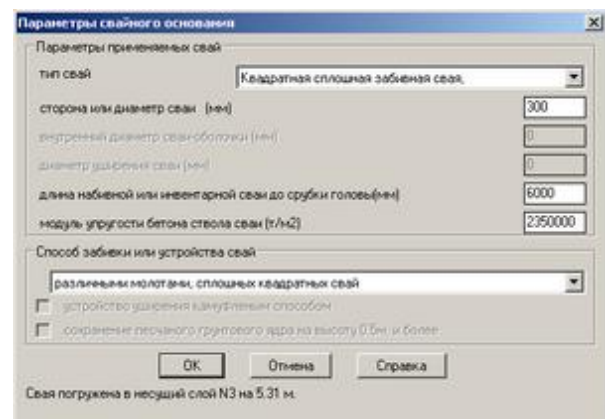 Параметры свайного основания
Параметры применяемых свай
тип свай
Квадратная сплошная забивная свая,
сторона или диаметр сваи (мм)
300
внутренний диаметр сваи-оболочки (мм)
0
диаметр уширения сваи (мм)
0
длина набивной или инвентарной сваи до срубки головы(мм)
6000
модуль упругости бетона ствола сваи (т/м2)
2350000
Способ забивки или устройства свай
различными молотами, сплошных квадратных свай
устройство уширения камуфлетным способом
сохранение песчаного грунтового ядра на высоту 0.5м. и более
OK
Отмена
Справка
Свая погружена в несущий слой N3 на 5.31 м.